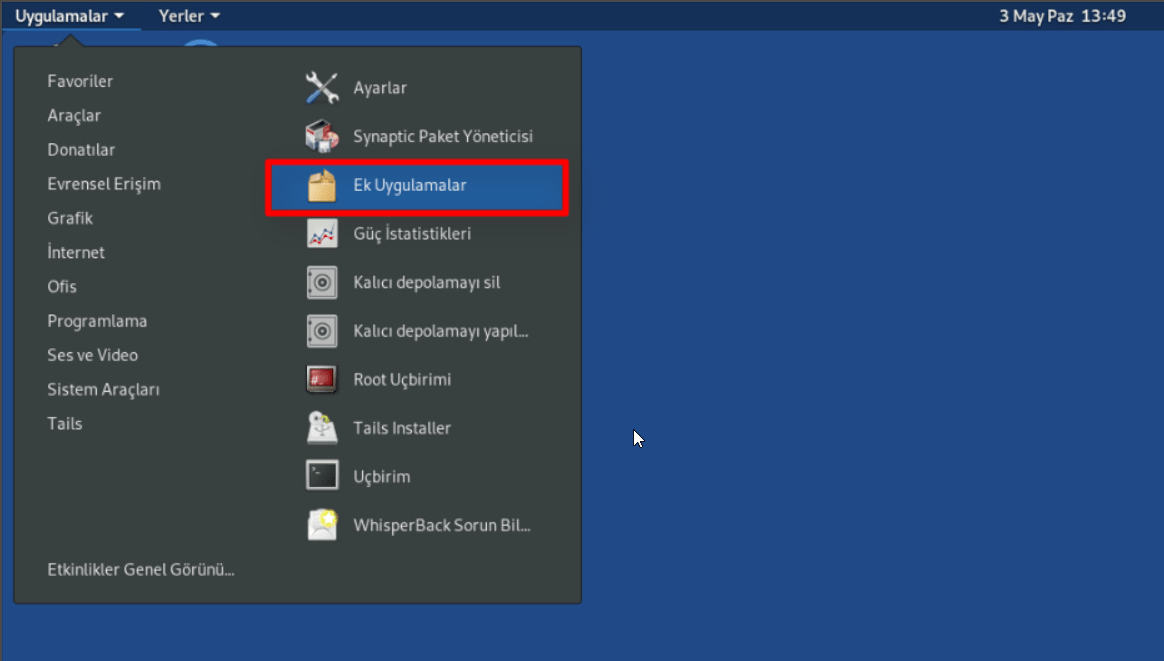 Uygulamalar
Yerler
3 May Paz 13:49
Favoriler
Araçlar
Donatılar
Evrensel Erişim
Grafik
İnternet
Ofis
Programlama
Ses ve Video
Sistem Araçları
Tails
Etkinlikler Genel Görünü...
Ayarlar
Synaptic Paket Yöneticisi
Ek Uygulamalar
Güç İstatistikleri
Kalıcı depolamayı sil
Kalıcı depolamayı yapıl...
Root Uçbirimi
Tails Installer
Uçbirim
WhisperBack Sorun Bil...